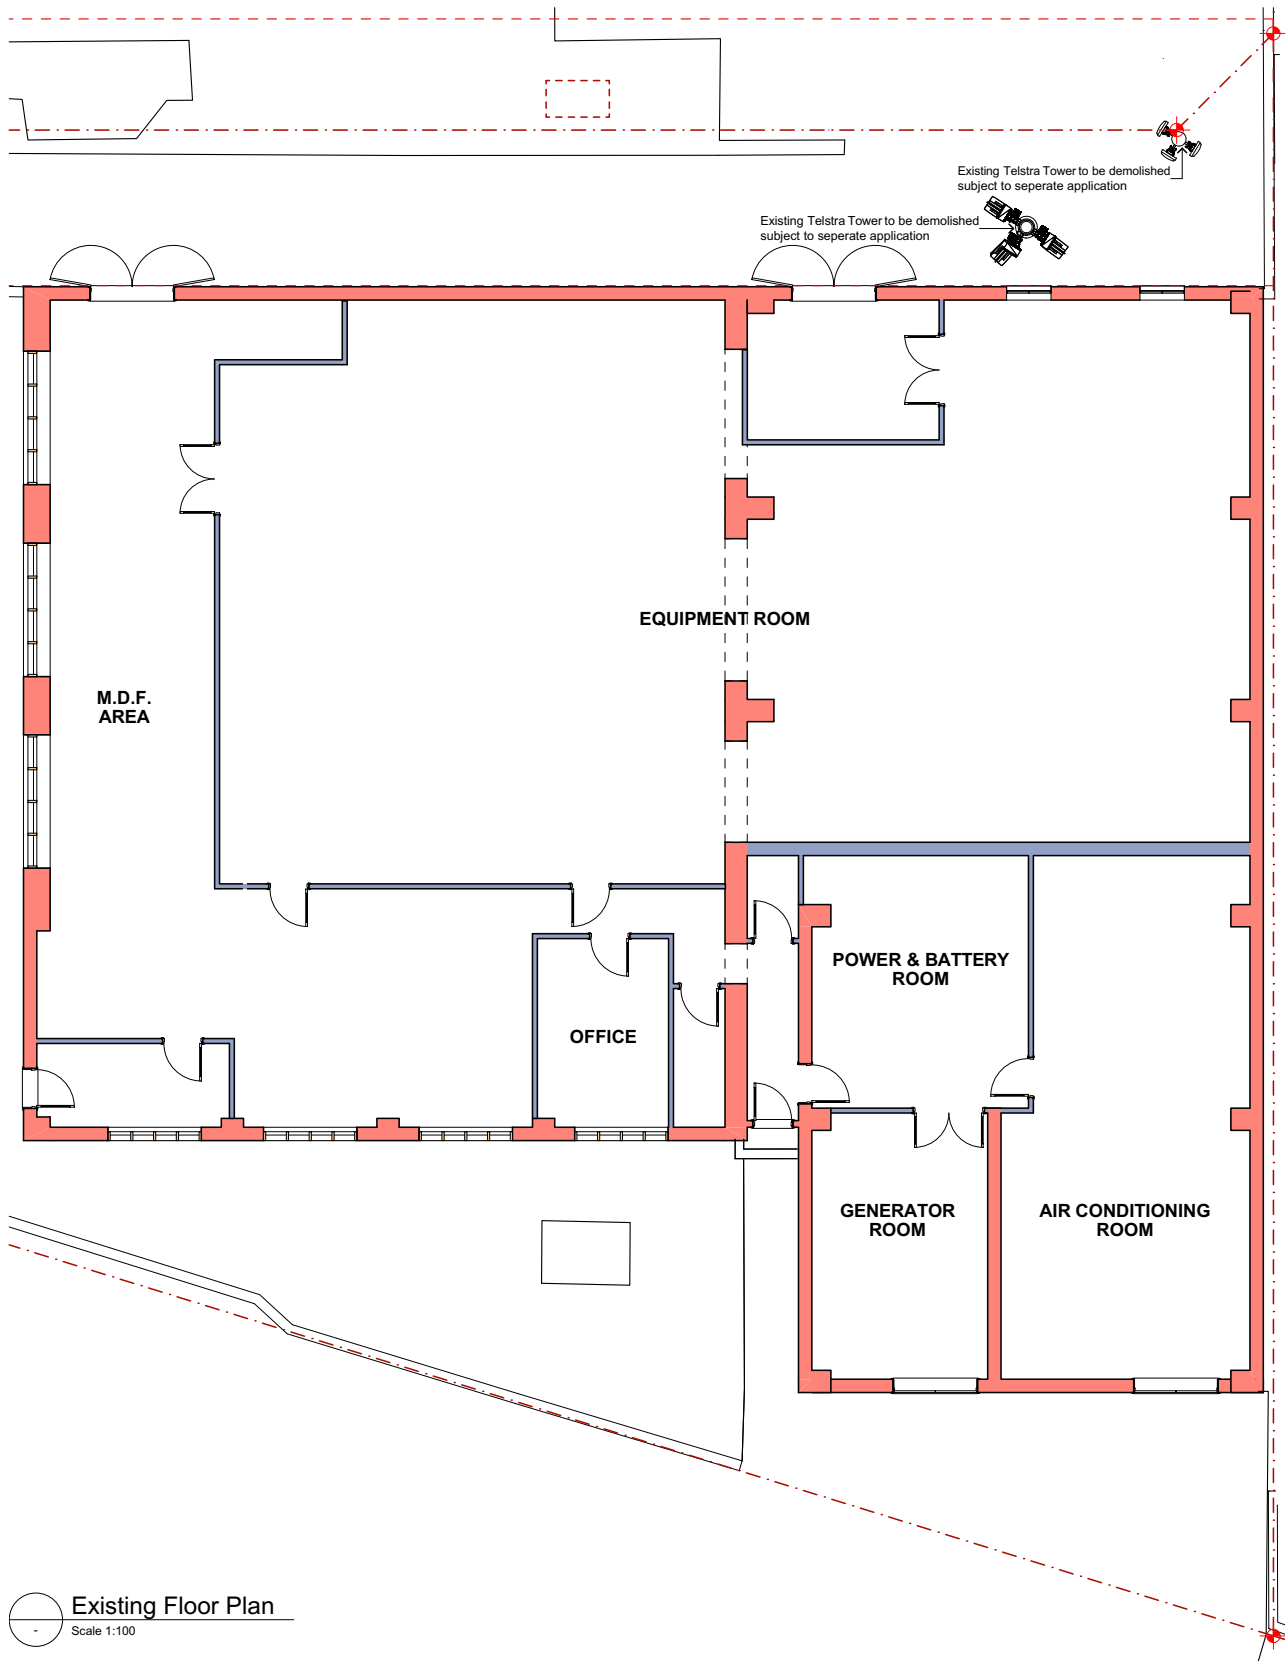 Existing Telstra Tower to be demolished
subject to seperate application
Existing Telstra Tower to be demolished
subject to seperate application
EQUIPMENT ROOM
M.D.F.
AREA
POWER & BATTERY
ROOM
OFFICE
GENERATOR
ROOM
AIR CONDITIONING
ROOM
Existing Floor Plan
-
Scale 1:100